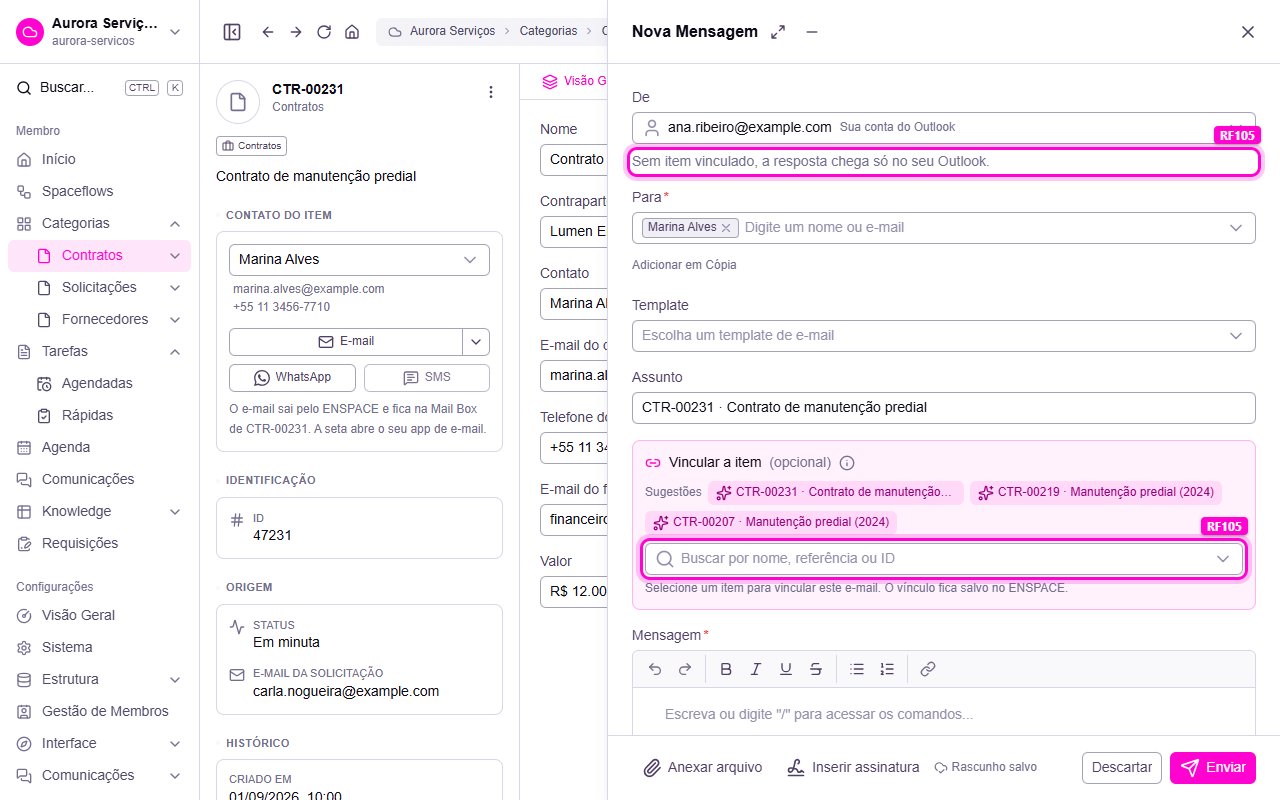 Aurora Serviç...
aurora-servicos
Buscar... CTRL K
Membro
Início
Spaceflows
Categorias
Contratos
Solicitações
Fornecedores
Tarefas
Agendadas
Rápidas
Agenda
Comunicações
Knowledge
Requisições
Configurações
Visão Geral
Sistema
Estrutura
Gestão de Membros
Interface
Comunicações
Aurora Serviços > Categorias > C
CTR-00231
Contratos
Contratos
Contrato de manutenção predial
CONTATO DO ITEM
Marina Alves
marina.alves@example.com
+55 11 3456-7710
E-mail
WhatsApp SMS
O e-mail sai pelo ENSPACE e fica na Mail Box
de CTR-00231. A seta abre o seu app de e-mail.
IDENTIFICAÇÃO
ID
47231
ORIGEM
STATUS
Em minuta
E-MAIL DA SOLICITAÇÃO
carla.nogueira@example.com
HISTÓRICO
CRIADO EM
01/09/2026, 10:00
Visão G
Nome
Contrato
Contrapart
Lumen E
Contato
Marina Al
E-mail do c
marina.al
Telefone do
+55 11 34
E-mail do f
financeiro
Valor
R$ 12.00
Nova Mensagem
De
ana.ribeiro@example.com Sua conta do Outlook
RF105
Sem item vinculado, a resposta chega só no seu Outlook.
Para*
Marina Alves Digite um nome ou e-mail
Adicionar em Cópia
Template
Escolha um template de e-mail
Assunto
CTR-00231 · Contrato de manutenção predial
Vincular a item (opcional)
Sugestões CTR-00231 · Contrato de manutenção... CTR-00219 · Manutenção predial (2024)
CTR-00207 · Manutenção predial (2024)
RF105
Buscar por nome, referência ou ID
Selecione um item para vincular este e-mail. O vínculo fica salvo no ENSPACE.
Mensagem*
Escreva ou digite "/" para acessar os comandos...
Anexar arquivo Inserir assinatura Rascunho salvo Descartar Enviar